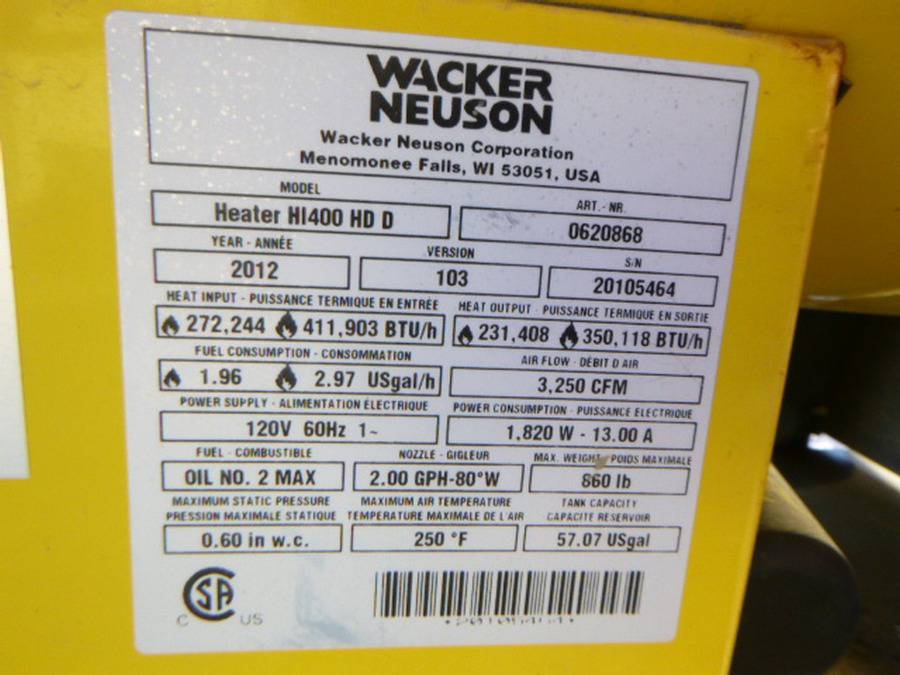 WACKER
NEUSON
Wacker Neuson Corporation
Menomonee Falls, WI 53051, USA
MODEL
Heater HI400 HD D
ART.-NR.
0620868
YEAR - ANNÉE
2012
VERSION
103
S/N
20105464
HEAT INPUT - PUISSANCE TERMIQUE EN ENTRÉE
272,244 411,903 BTU/h
HEAT OUTPUT - PUISSANCE TERMIQUE EN SORTIE
231,408 350,118 BTU/h
FUEL CONSUMPTION - CONSOMMATION
1.96 2.97 USgal/h
AIR FLOW - DÉBIT D AIR
3,250 CFM
POWER SUPPLY - ALIMENTATION ÉLECTRIQUE
120V 60Hz 1~
POWER CONSUMPTION - PUISSANCE ÉLECTRIQUE
1,820 W - 13.00 A
FUEL - COMBUSTIBLE
OIL NO. 2 MAX
NOZZLE - GIGLEUR
2.00 GPH-80°W
MAX. WEIGHT - POIDS MAXIMALE
860 lb
MAXIMUM STATIC PRESSURE
PRESSION MAXIMALE STATIQUE
0.60 in w.c.
MAXIMUM AIR TEMPERATURE
TEMPERATURE MAXIMALE DE L'AIR
250 °F
TANK CAPACITY
CAPACITE RESERVOIR
57.07 USgal
CSA
C US